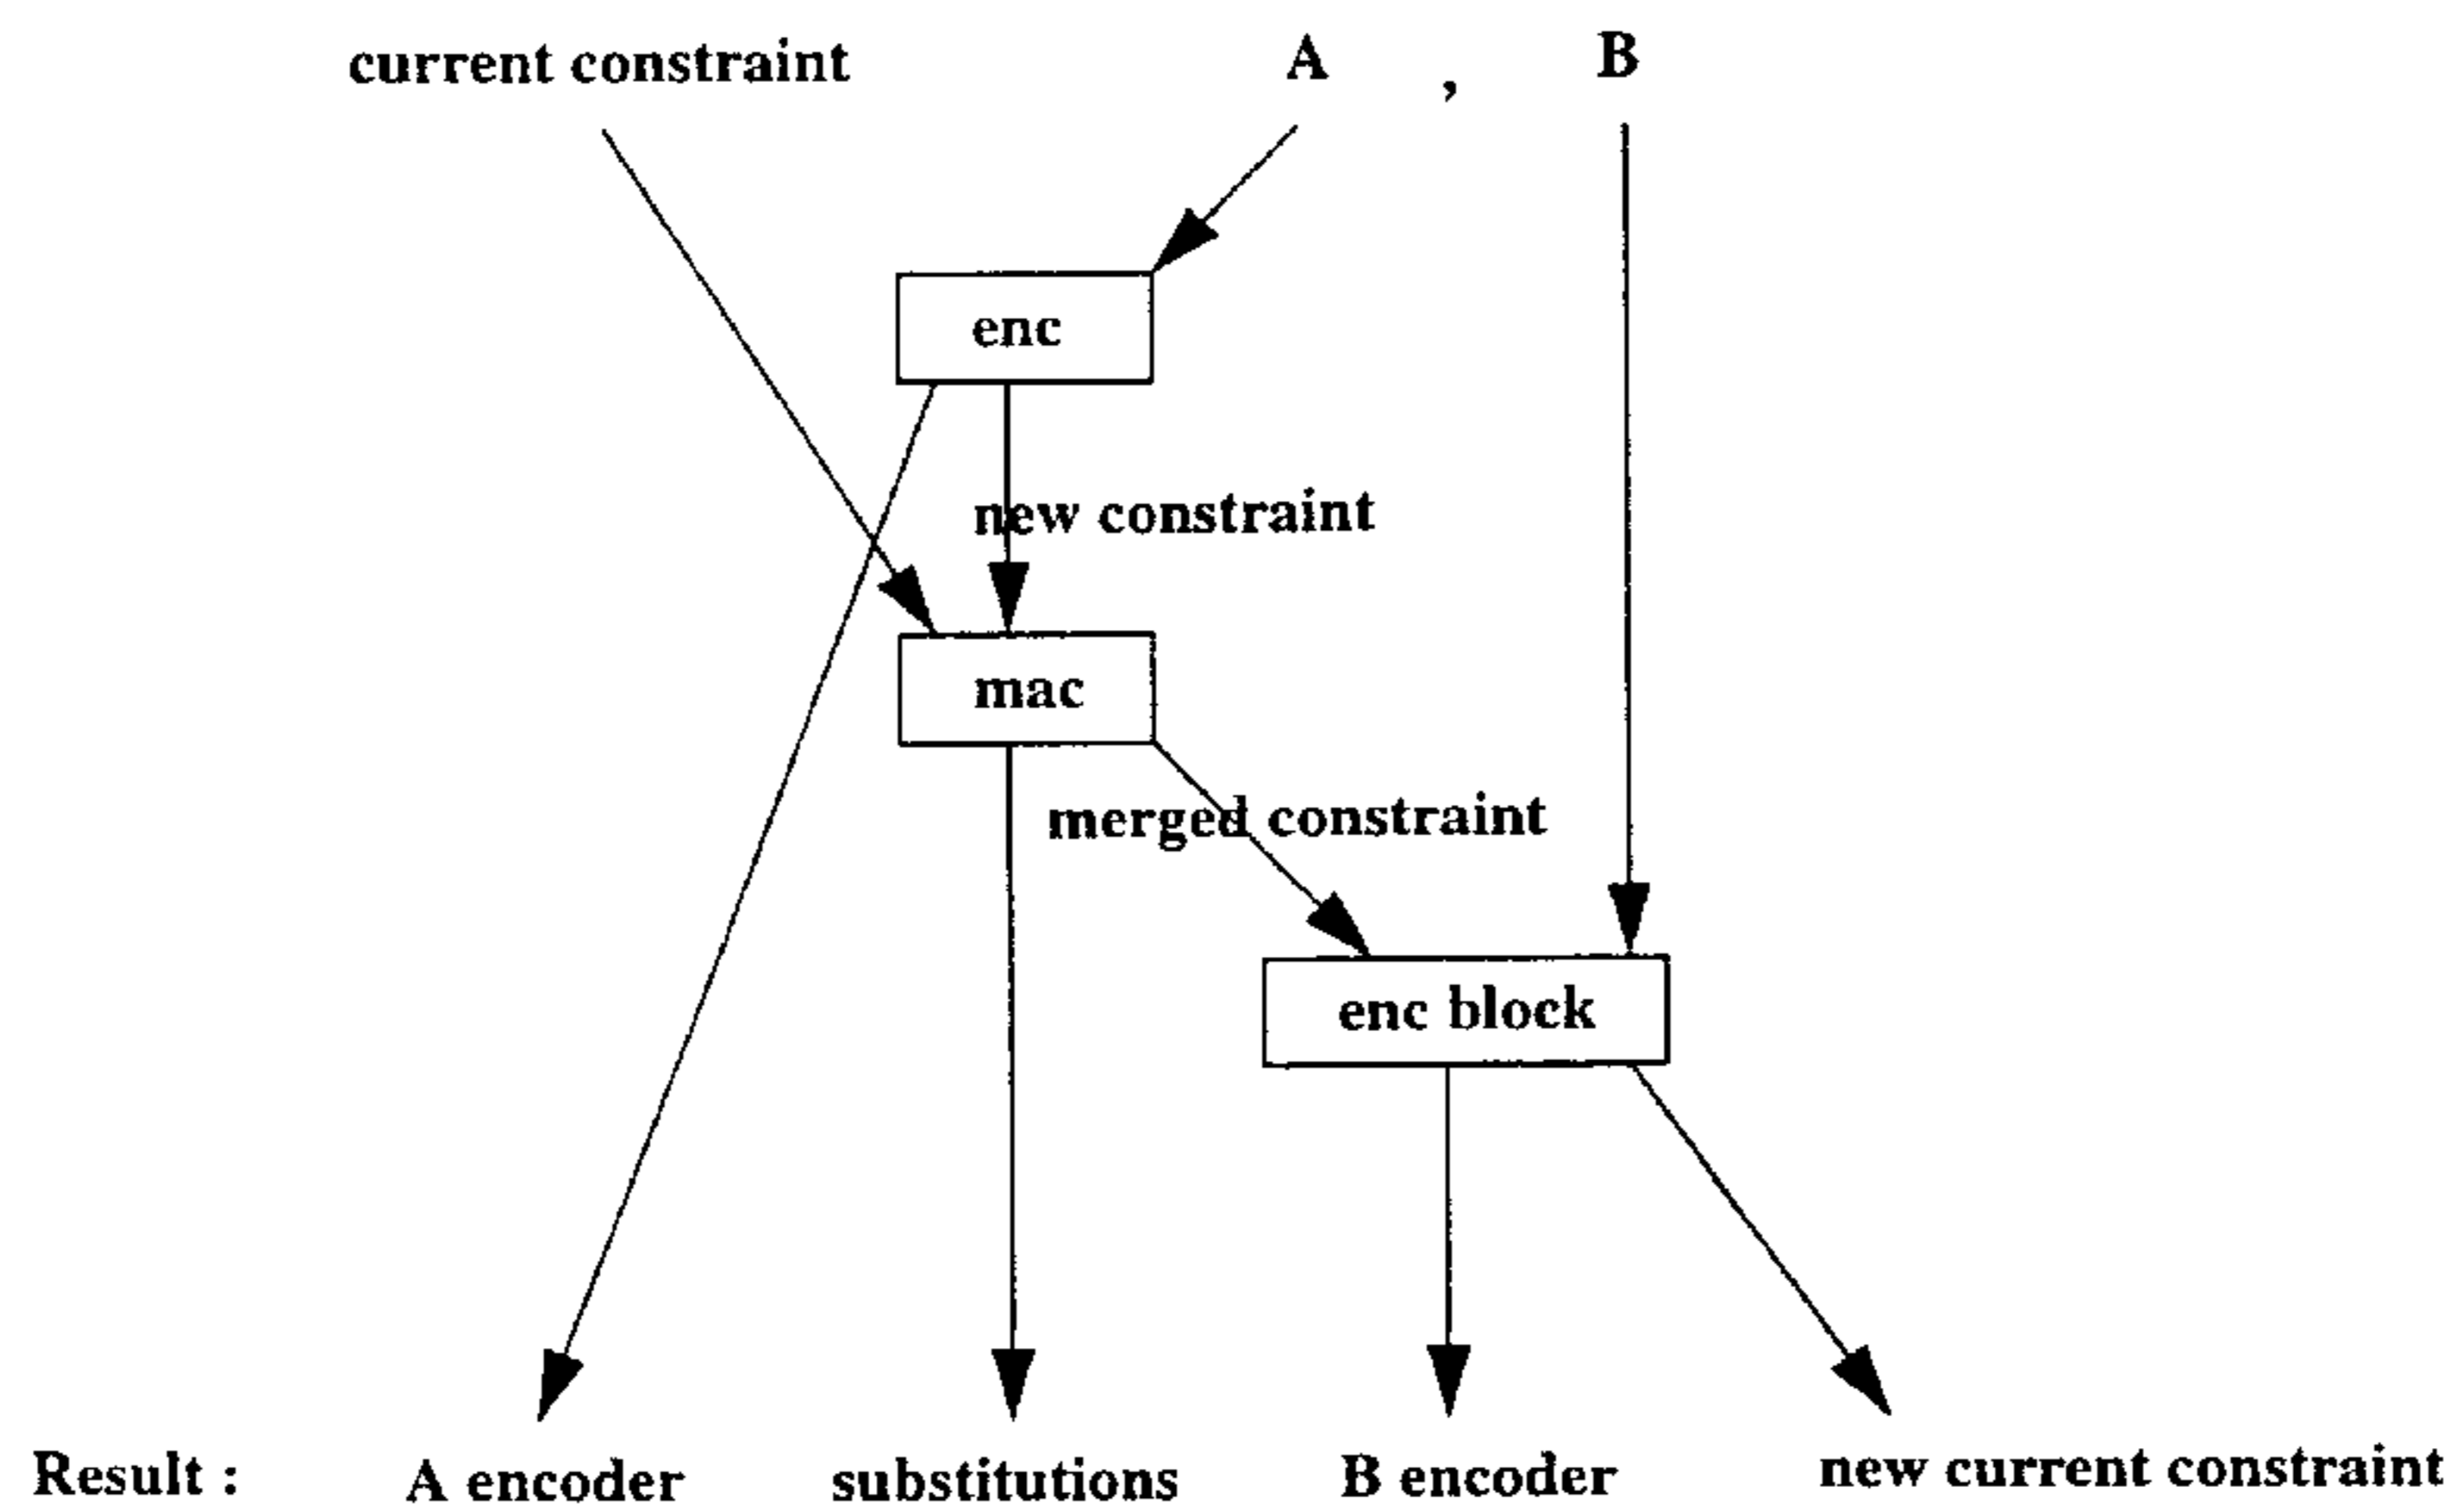 current constraint A , B
enc
new constraint
mac
merged constraint
enc block
Result : A encoder substitutions B encoder new current constraint